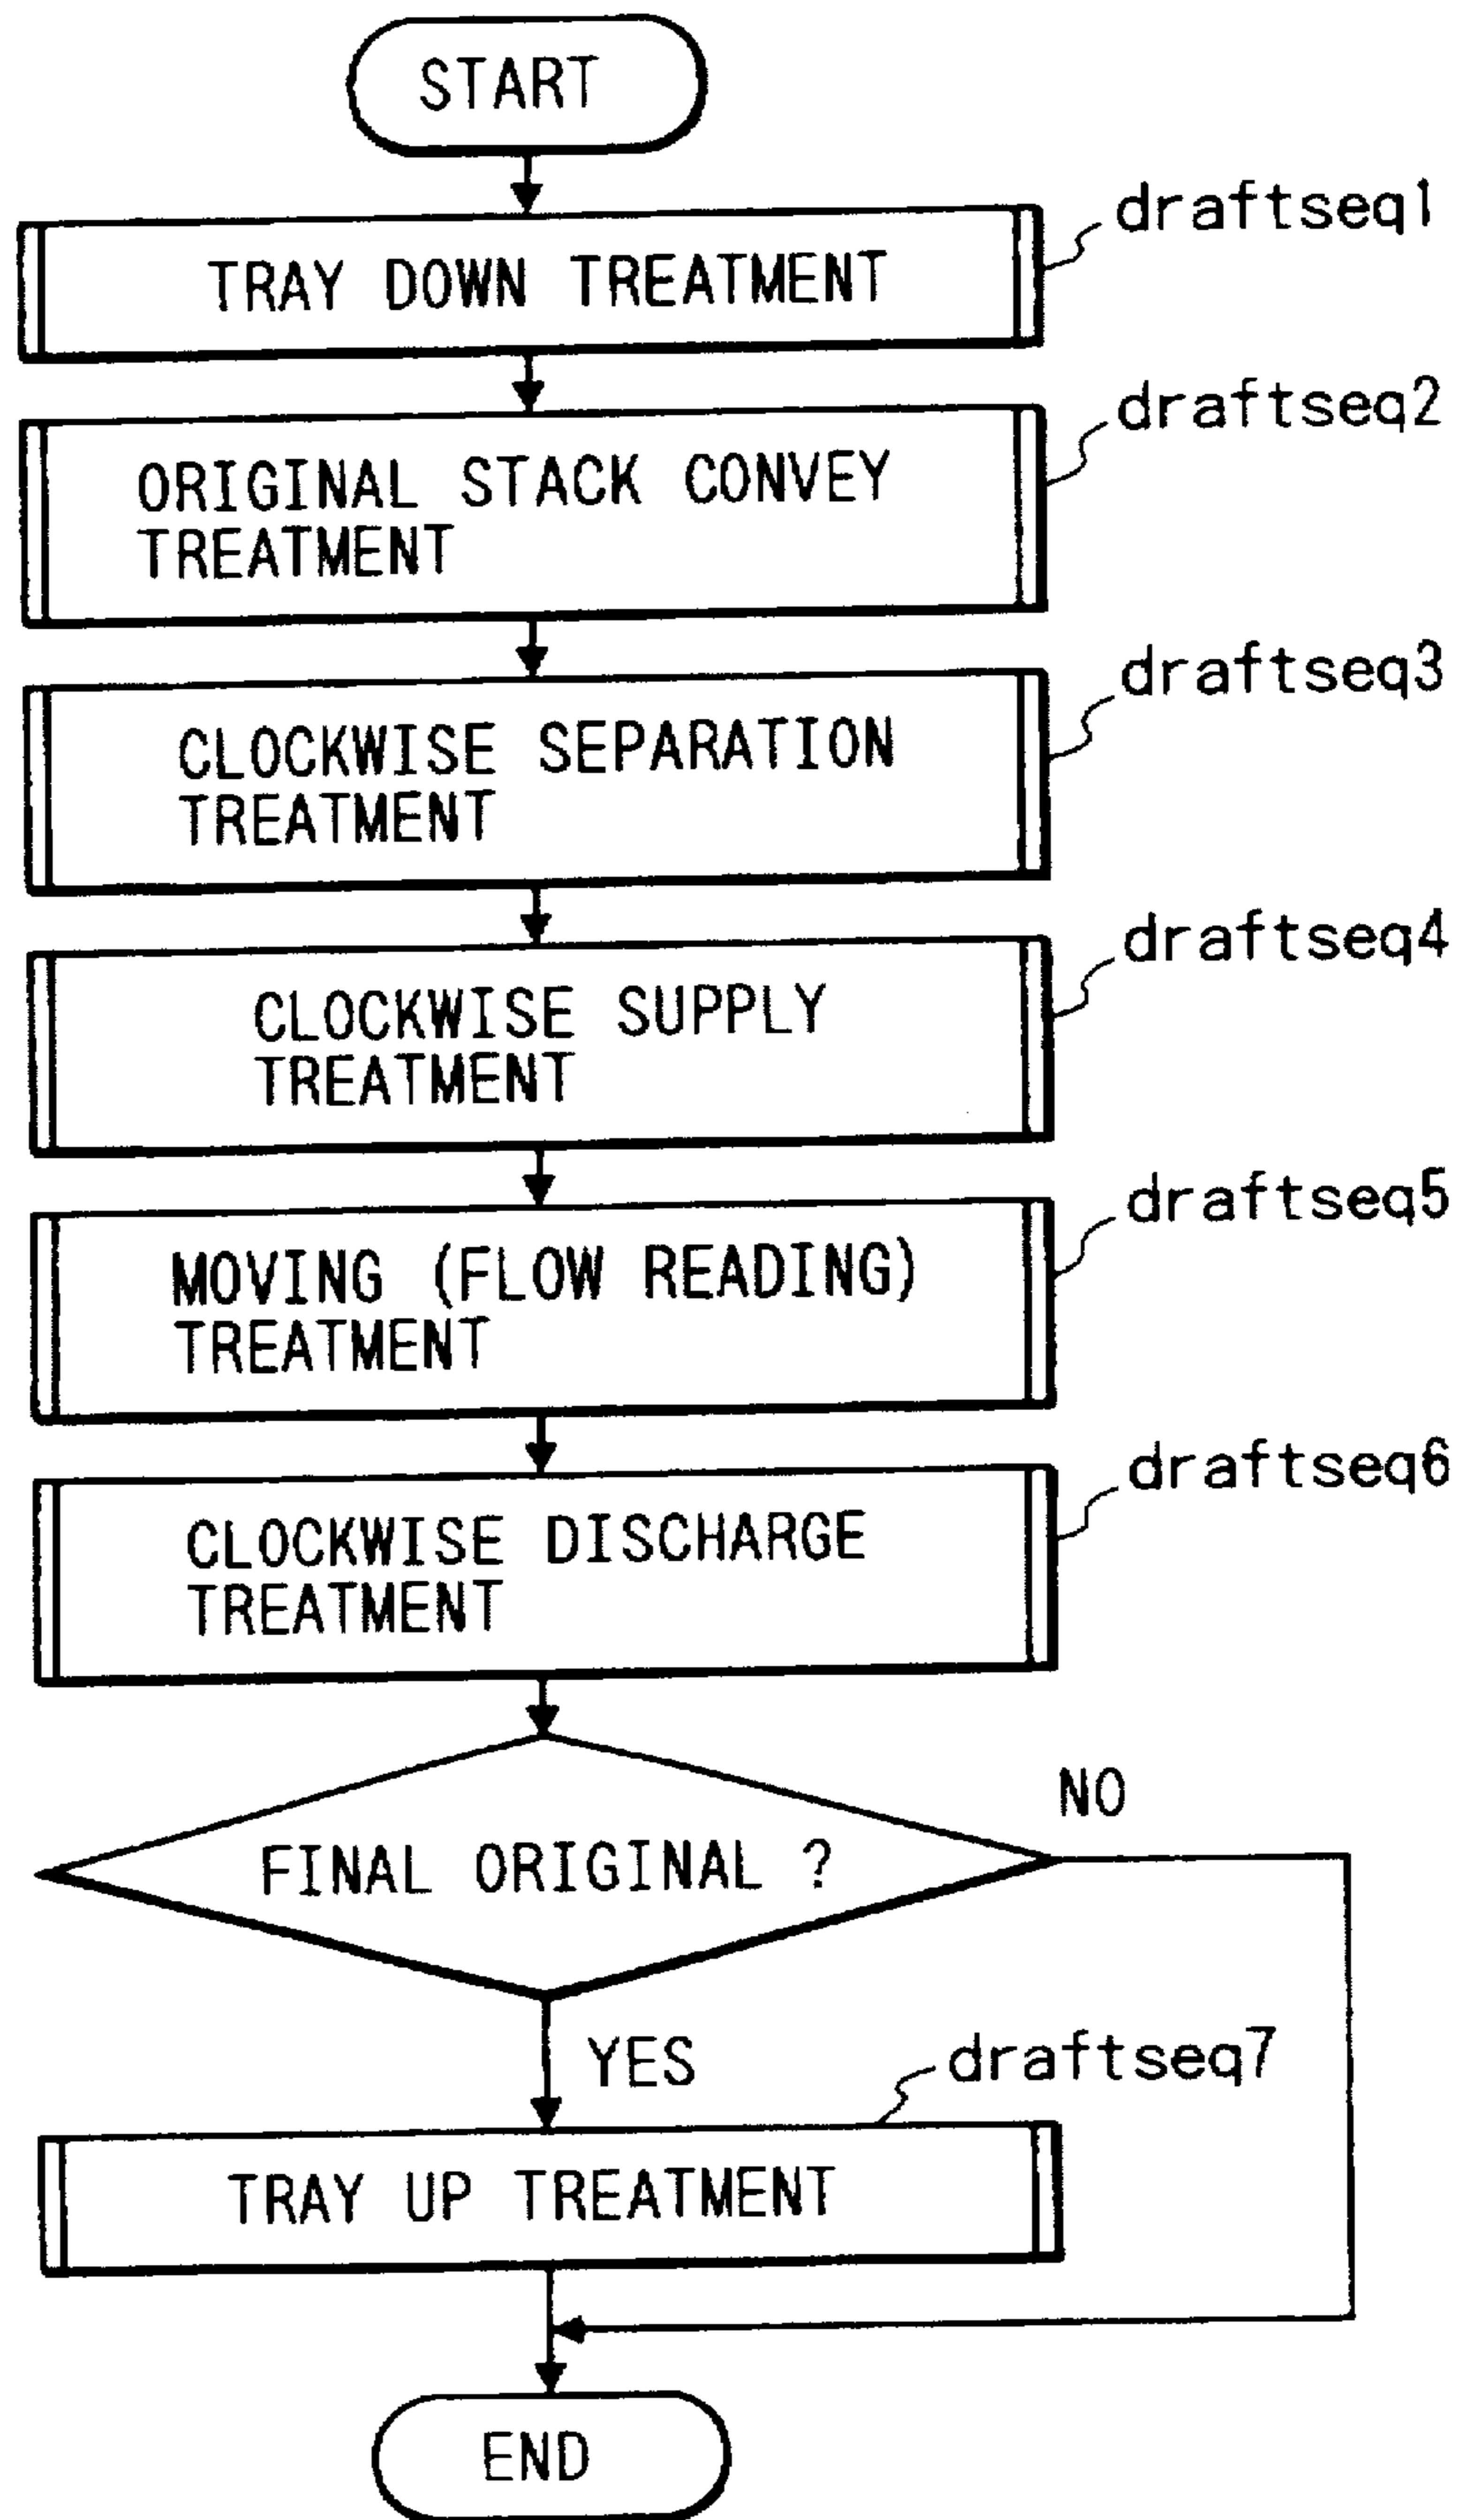 START
draftseq1
TRAY DOWN TREATMENT
draftseq2
ORIGINAL STACK CONVEY
TREATMENT
draftseq3
CLOCKWISE SEPARATION
TREATMENT
draftseq4
CLOCKWISE SUPPLY
TREATMENT
draftseq5
MOVING (FLOW READING)
TREATMENT
draftseq6
CLOCKWISE DISCHARGE
TREATMENT
NO
FINAL ORIGINAL ?
YES
draftseq7
TRAY UP TREATMENT
END